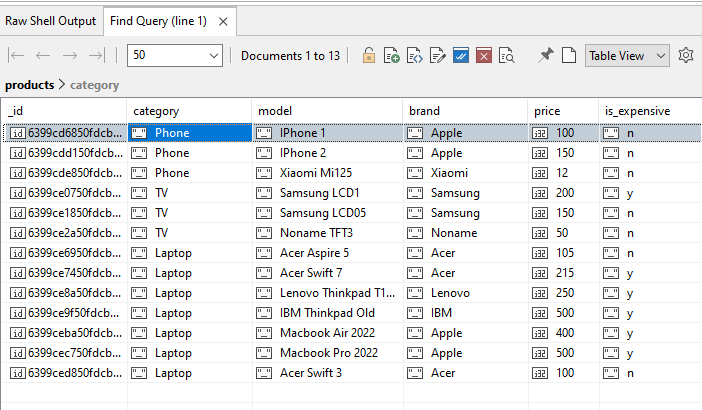 Raw Shell Output Find Query (line 1)
50 Documents 1 to 13 Table View
products > category
_id category model brand price is_expensive
6399cd6850fdcb... Phone IPhone 1 Apple 100 n
6399cdd150fdcb... Phone IPhone 2 Apple 150 n
6399cde850fdcb... Phone Xiaomi Mi125 Xiaomi 12 n
6399ce0750fdcb... TV Samsung LCD1 Samsung 200 y
6399ce1850fdcb... TV Samsung LCD05 Samsung 150 n
6399ce2a50fdcb... TV Noname TFT3 Noname 50 n
6399ce6950fdcb... Laptop Acer Aspire 5 Acer 105 n
6399ce7450fdcb... Laptop Acer Swift 7 Acer 215 y
6399ce8a50fdcb... Laptop Lenovo Thinkpad T1... Lenovo 250 y
6399ce9f50fdcb... Laptop IBM Thinkpad Old IBM 500 y
6399ceba50fdcb... Laptop Macbook Air 2022 Apple 400 y
6399cec750fdcb... Laptop Macbook Pro 2022 Apple 500 y
6399ced850fdcb... Laptop Acer Swift 3 Acer 100 n